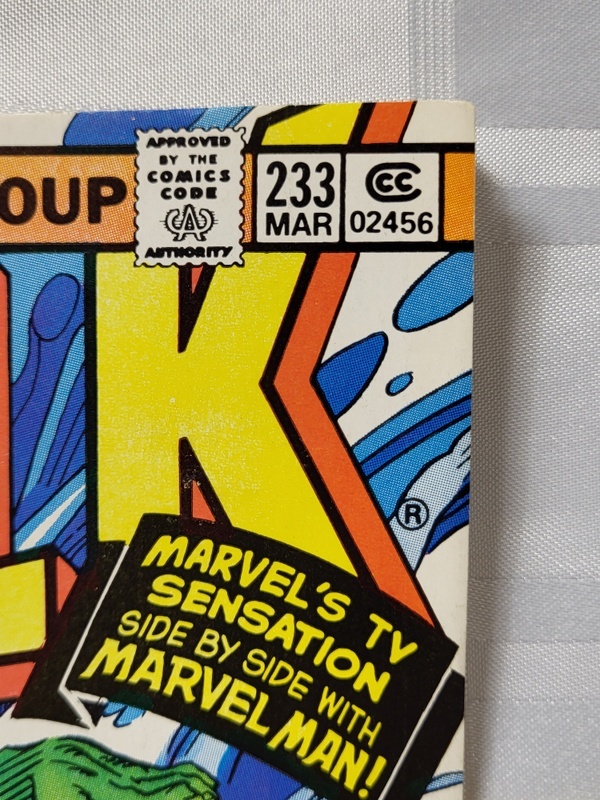 OUP
APPROVED
BY THE
COMICS
CODE
AUTHORITY
233
MAR
CC
02456
K
®
MARVEL'S TV
SENSATION
SIDE BY SIDE WITH
MARVEL MAN!